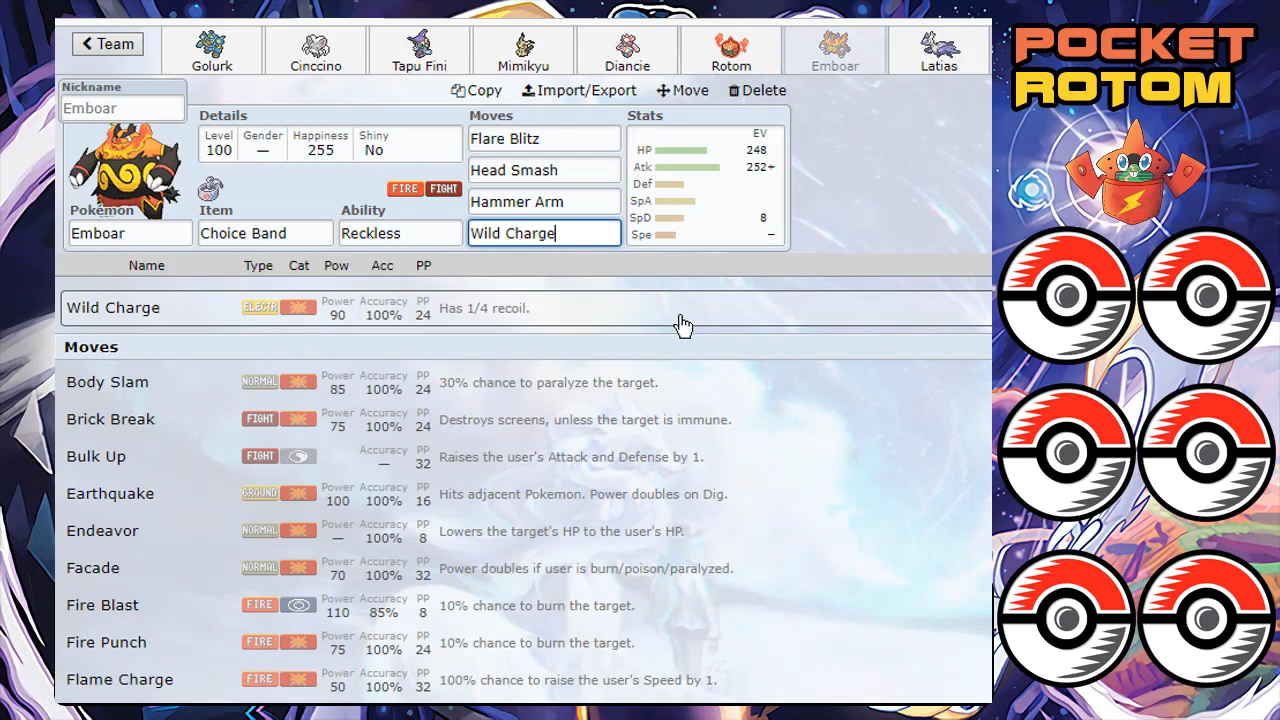 POCKET
ROTOM
Team
Golurk
Cinccino
Tapu Fini
Mimikyu
Diancie
Rotom
Emboar
Latias
Copy
Import/Export
Move
Delete
Nickname
Emboar
Details
Level
100
Gender
—
Happiness
255
Shiny
No
FIRE FIGHT
Pokémon
Emboar
Item
Choice Band
Ability
Reckless
Moves
Flare Blitz
Head Smash
Hammer Arm
Wild Charge
Stats
EV
HP 248
Atk 252+
Def
SpA
SpD 8
Spe −
Name Type Cat Pow Acc PP
Wild Charge ELECTR Power 90 Accuracy 100% PP 24 Has 1/4 recoil.
Moves
Body Slam NORMAL Power 85 Accuracy 100% PP 24 30% chance to paralyze the target.
Brick Break FIGHT Power 75 Accuracy 100% PP 24 Destroys screens, unless the target is immune.
Bulk Up FIGHT Accuracy — PP 32 Raises the user's Attack and Defense by 1.
Earthquake GROUND Power 100 Accuracy 100% PP 16 Hits adjacent Pokemon. Power doubles on Dig.
Endeavor NORMAL Power — Accuracy 100% PP 8 Lowers the target's HP to the user's HP.
Facade NORMAL Power 70 Accuracy 100% PP 32 Power doubles if user is burn/poison/paralyzed.
Fire Blast FIRE Power 110 Accuracy 85% PP 8 10% chance to burn the target.
Fire Punch FIRE Power 75 Accuracy 100% PP 24 10% chance to burn the target.
Flame Charge FIRE Power 50 Accuracy 100% PP 32 100% chance to raise the user's Speed by 1.